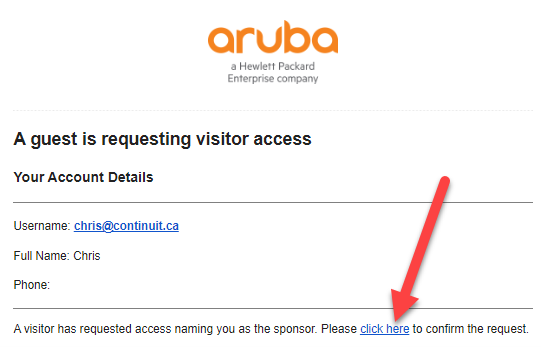 aruba
a Hewlett Packard
Enterprise company
A guest is requesting visitor access
Your Account Details
Username: chris@continuit.ca
Full Name: Chris
Phone:
A visitor has requested access naming you as the sponsor. Please click here to confirm the request.